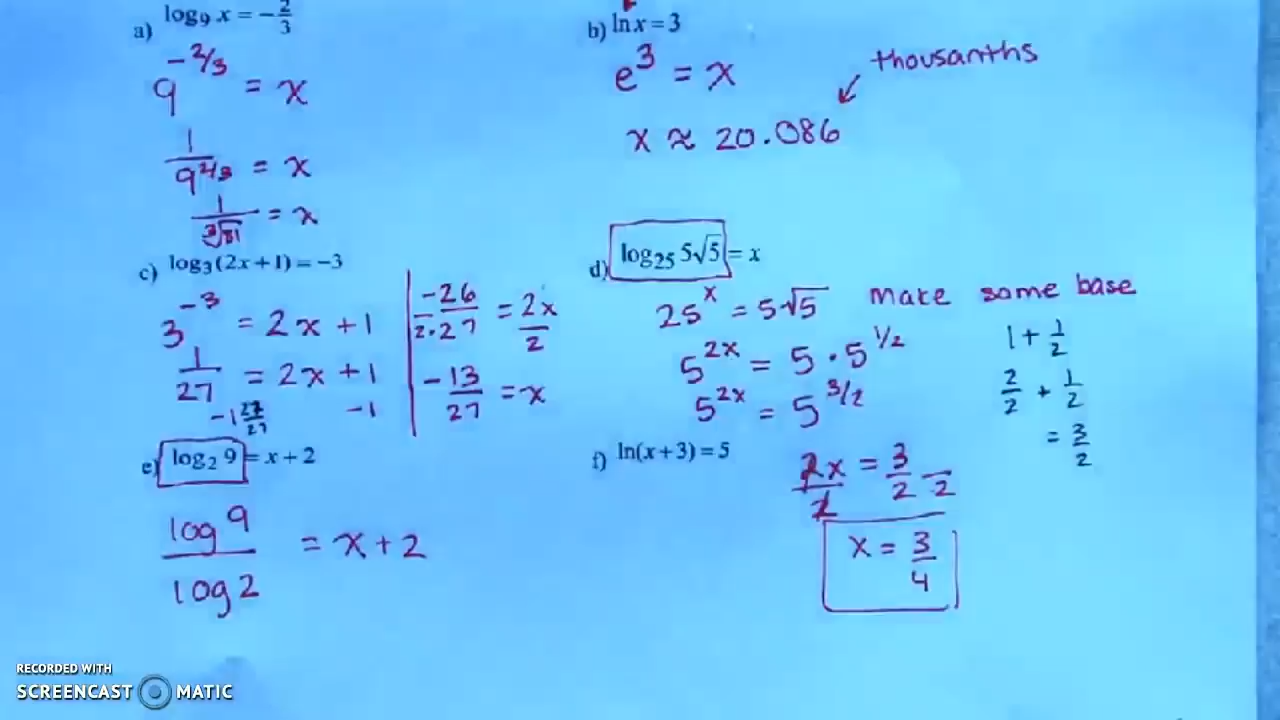 a) log₉ x = -2/3
9^(-2/3) = x
1/9^(2/3) = x
1/∛81 = x
b) ln x = 3
e³ = x
thousanths
x ≈ 20.086
c) log₃(2x+1) = -3
3^(-3) = 2x + 1
1/27 = 2x + 1
-1 27/27 -1
-26/(2·27) = 2x/2
-13/27 = x
d) log₂₅ 5√5 = x
25^x = 5√5 make some base
5^(2x) = 5 · 5^(1/2)
5^(2x) = 5^(3/2)
1 + 1/2
2/2 + 1/2
= 3/2
2x/2 = 3/2 _/2
x = 3/4
e) log₂ 9 = x + 2
log 9/log 2 = x + 2
f) ln(x+3) = 5
RECORDED WITH
SCREENCAST MATIC